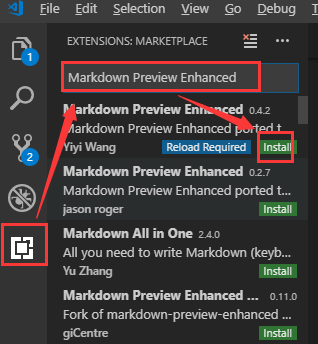 File
Edit
Selection
View
Go
EXTENSIONS: MARKETPLACE
Markdown Preview Enhanced
1
2
Markdown Preview Enhanced 0.4.2
Markdown Preview Enhanced ported t...
Yiyi Wang Reload Required Install
Markdown Preview Enhanced 0.2.7
Markdown Preview Enhanced ported t...
jason roger Install
Markdown All in One 2.4.0
All you need to write Markdown (keyb...
Yu Zhang Install
Markdown Preview Enhanced ... 0.11.0
Fork of markdown-preview-enhanced ...
giCentre Install